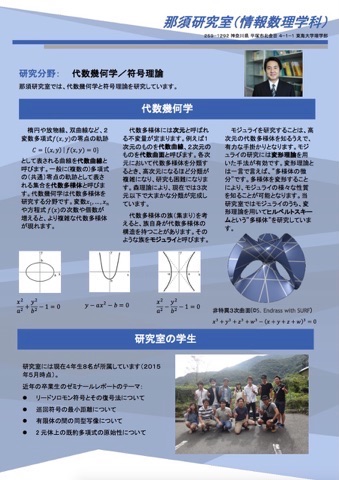 那須研究室（情報数理学科）
259-1292 神奈川県 平塚市北金目 4-1-1 東海大学理学部
研究分野： 代数幾何学／符号理論
那須研究室では、代数幾何学と符号理論を研究しています。
代数幾何学
楕円や放物線、双曲線など、2
変数多項式f(x, y)の零点の軌跡
C = {(x, y) | f(x, y) = 0}
として表される曲線を代数曲線と
呼びます。一般に(複数の)多項式
の（共通）零点の軌跡として表さ
れる集合を代数多様体と呼びま
す。代数幾何学は代数多様体を
研究する分野です。変数x₁, …, xₙ
や方程式 f(x)の次数や個数が
増えると、より複雑な代数多様体
が現れます。
代数多様体には次元と呼ばれ
る不変量が定まります。例えば1
次元のものを代数曲線、2次元の
ものを代数曲面と呼びます。各次
元において代数多様体を分類す
るとき、高次元になるほど分類が
複雑になり、研究も困難になりま
す。森理論により、現在では3次
元以下で大まかな分類が完成し
ています。
代数多様体の族（集まり）を考
えると、族自身が代数多様体の
構造を持つことがあります。その
ような族をモジュライと呼びます。
モジュライを研究することは、高
次元の代数多様体を知るうえで、
有力な手掛かりとなります。モジ
ュライの研究には変形理論を用
いた手法が有効です。変形理論と
は一言で言えば、“多様体の微
分”です。多様体を変形すること
により、モジュライの様々な性質
を知ることが可能となります。当
研究室ではモジュライのうち、変
形理論を用いてヒルベルトスキー
ムという“多様体”を研究していま
す。
x²/a² + y²/b² − 1 = 0
y − ax² − b = 0
x²/a² − y²/b² − 1 = 0
非特異3次曲面(©S. Endrass with SURF)
x³ + y³ + z³ + w³ − (x + y + z + w)³ = 0
研究室の学生
研究室には現在4年生8名が所属しています（2015
年5月時点）。
近年の卒業生のゼミナールレポートのテーマ：
● リードソロモン符号とその復号法について
● 巡回符号の最小距離について
● 有限体の間の同型写像について
● 2元体上の既約多項式の原始性について